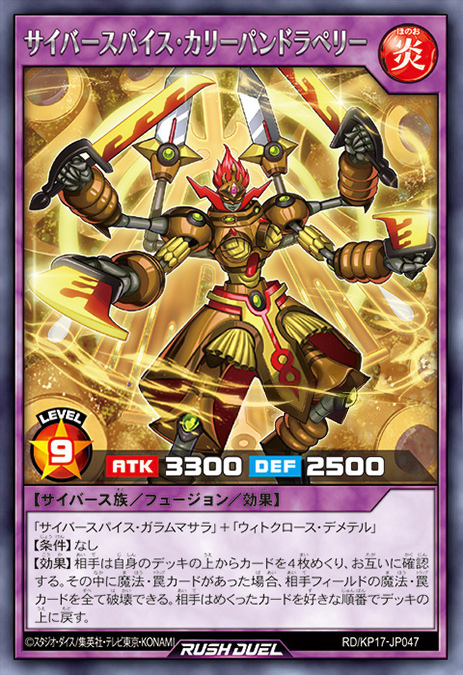 サイバースパイス・カリーパンドラペリー
ほのお
炎
LEVEL
9
ATK 3300 DEF 2500
【サイバース族／フュージョン／効果】
「サイバースパイス・ガラムマサラ」+「ウィトクロース・デメテル」
【条件】なし
【効果】相手は自身のデッキの上からカードを4枚めくり、お互いに確認
する。その中に魔法・罠カードがあった場合、相手フィールドの魔法・罠
カードを全て破壊できる。相手はめくったカードを好きな順番でデッキの
上に戻す。
©スタジオ・ダイス/集英社・テレビ東京・KONAMI
RUSH DUEL
RD/KP17-JP047